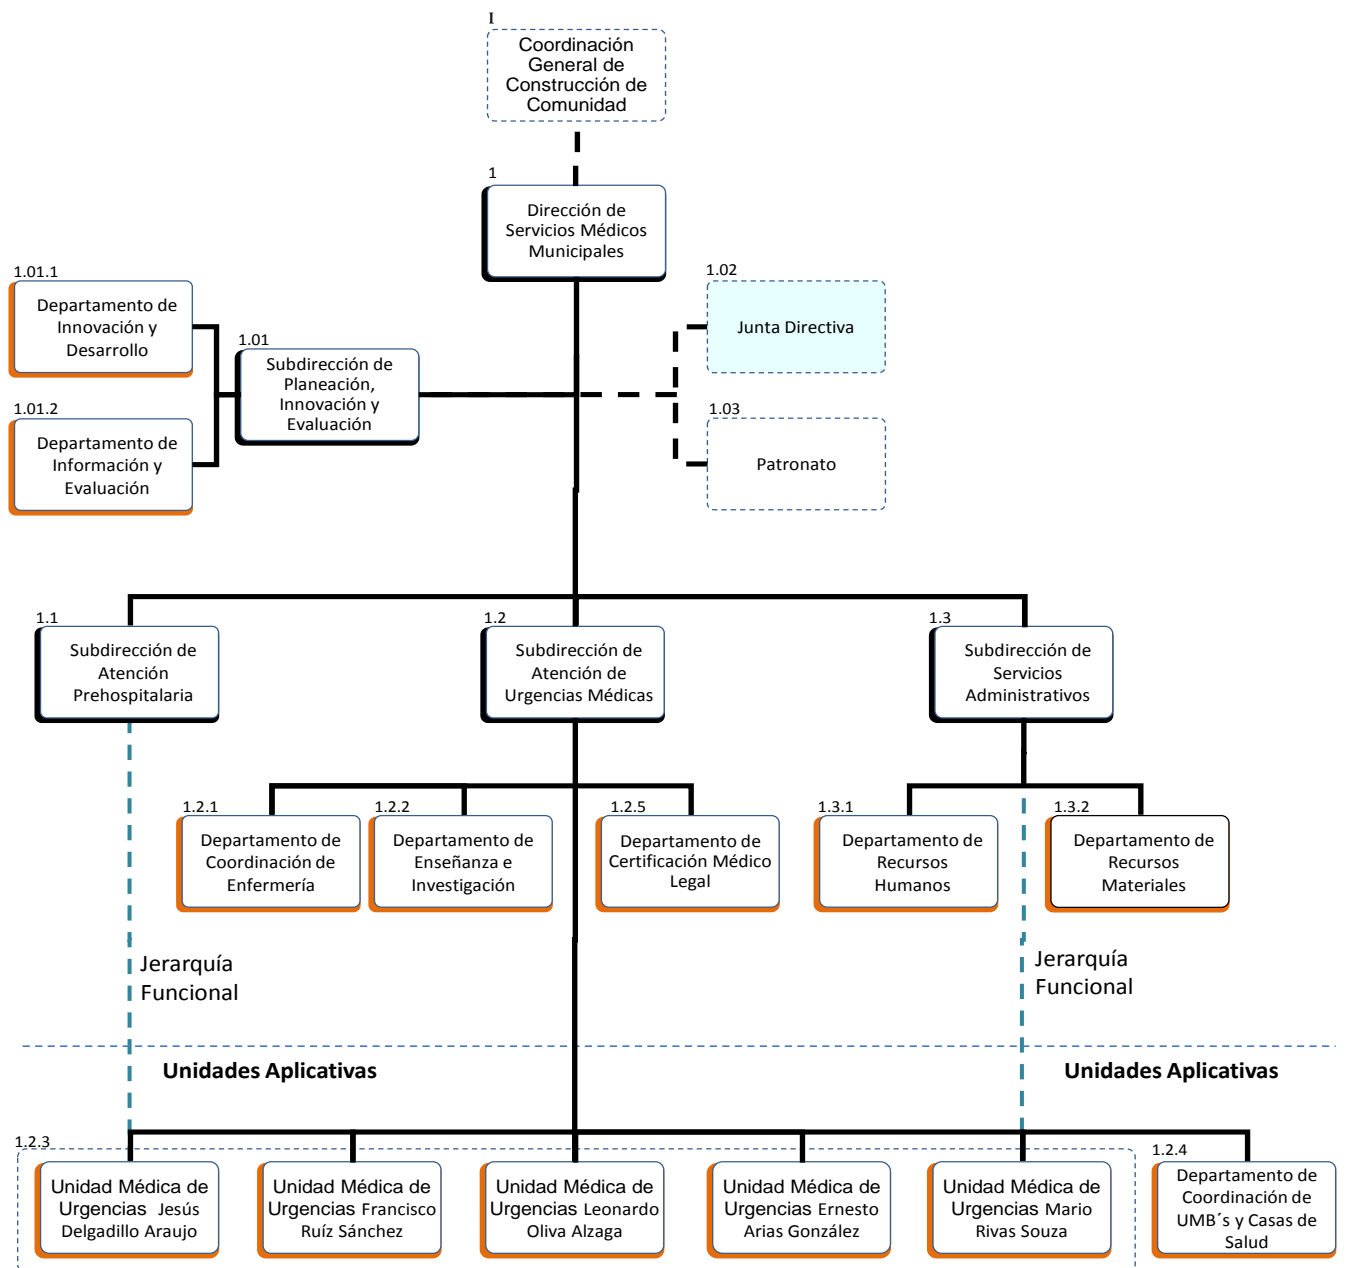 I
Coordinación
General de
Construcción de
Comunidad
1
Dirección de
Servicios Médicos
Municipales
1.01.1
Departamento de
Innovación y
Desarrollo
1.01
Subdirección de
Planeación,
Innovación y
Evaluación
1.01.2
Departamento de
Información y
Evaluación
1.02
Junta Directiva
1.03
Patronato
1.1
Subdirección de
Atención
Prehospitalaria
1.2
Subdirección de
Atención de
Urgencias Médicas
1.3
Subdirección de
Servicios
Administrativos
1.2.1
Departamento de
Coordinación de
Enfermería
1.2.2
Departamento de
Enseñanza e
Investigación
1.2.5
Departamento de
Certificación Médico
Legal
1.3.1
Departamento de
Recursos
Humanos
1.3.2
Departamento de
Recursos
Materiales
Jerarquía
Funcional
Jerarquía
Funcional
Unidades Aplicativas
Unidades Aplicativas
1.2.3
Unidad Médica de
Urgencias Jesús
Delgadillo Araujo
Unidad Médica de
Urgencias Francisco
Ruíz Sánchez
Unidad Médica de
Urgencias Leonardo
Oliva Alzaga
Unidad Médica de
Urgencias Ernesto
Arias González
Unidad Médica de
Urgencias Mario
Rivas Souza
1.2.4
Departamento de
Coordinación de
UMB´s y Casas de
Salud